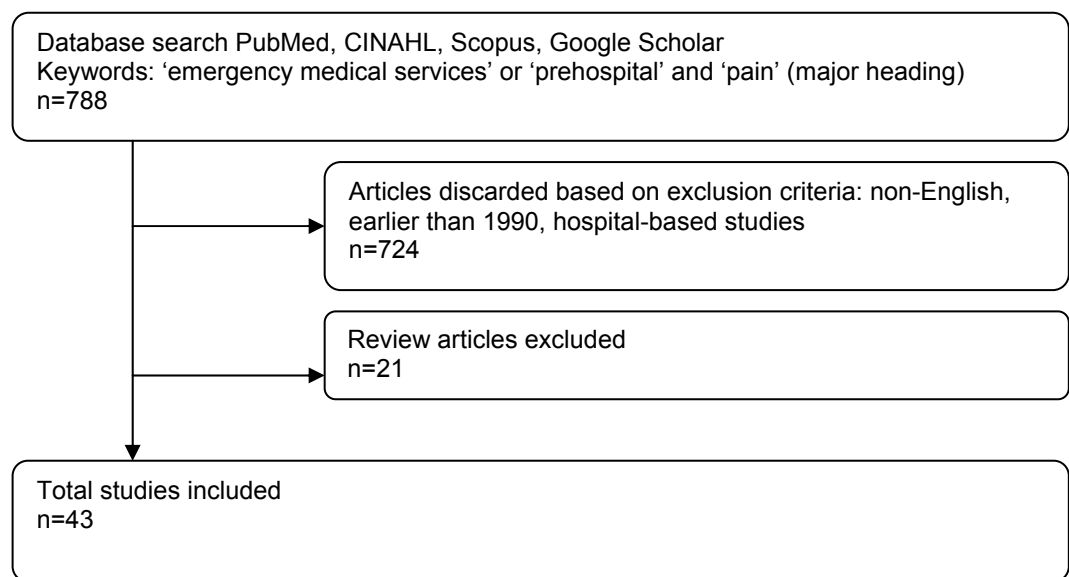 Database search PubMed, CINAHL, Scopus, Google Scholar
Keywords: ‘emergency medical services’ or ‘prehospital’ and ‘pain’ (major heading)
n=788
Articles discarded based on exclusion criteria: non-English,
earlier than 1990, hospital-based studies
n=724
Review articles excluded
n=21
Total studies included
n=43